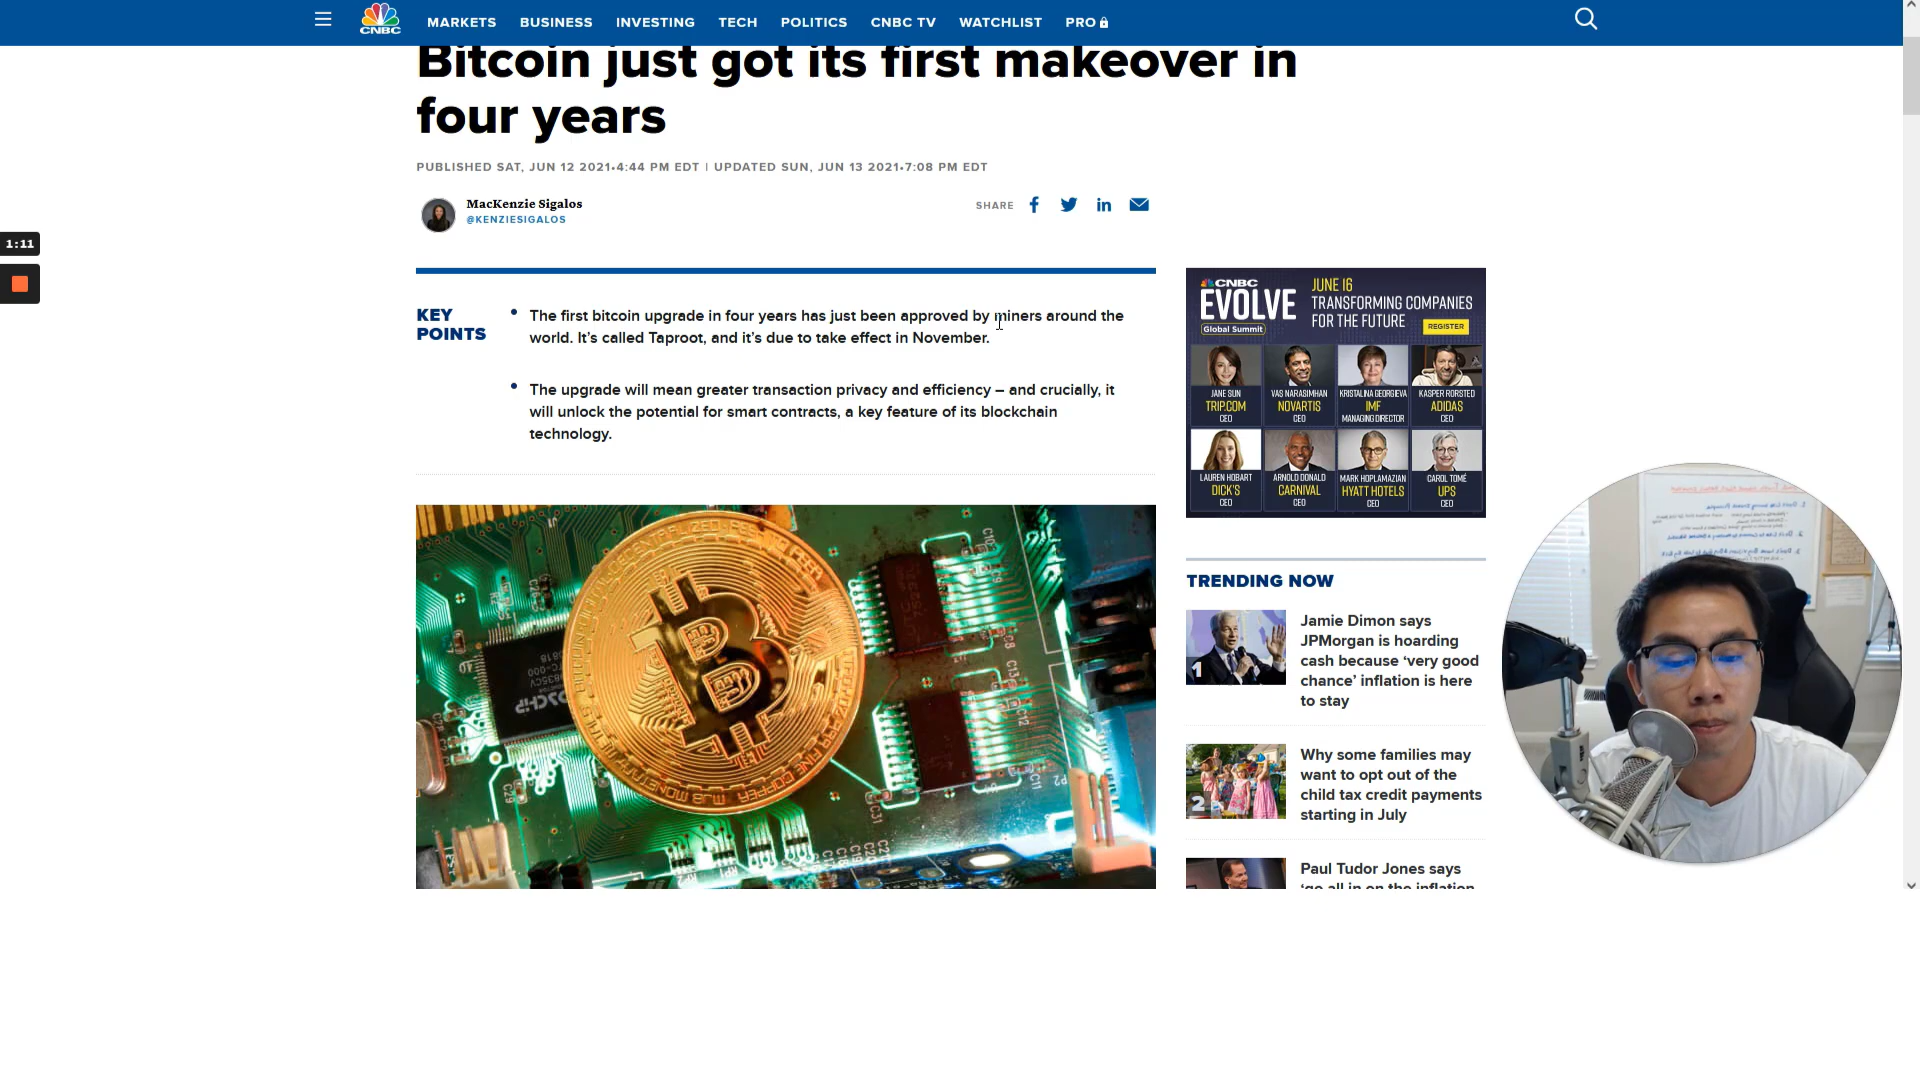 MARKETS BUSINESS INVESTING TECH POLITICS CNBC TV WATCHLIST PRO
CNBC
Bitcoin just got its first makeover in
four years
PUBLISHED SAT, JUN 12 2021•4:44 PM EDT | UPDATED SUN, JUN 13 2021•7:08 PM EDT
MacKenzie Sigalos
@KENZIESIGALOS
SHARE
1:11
KEY
POINTS
• The first bitcoin upgrade in four years has just been approved by miners around the
world. It’s called Taproot, and it’s due to take effect in November.
• The upgrade will mean greater transaction privacy and efficiency – and crucially, it
will unlock the potential for smart contracts, a key feature of its blockchain
technology.
CNBC
EVOLVE
Global Summit
JUNE 16
TRANSFORMING COMPANIES
FOR THE FUTURE
REGISTER
JANE SUN
TRIP.COM
CEO
VAS NARASIMHAN
NOVARTIS
CEO
KRISTALINA GEORGIEVA
IMF
MANAGING DIRECTOR
KASPER RORSTED
ADIDAS
CEO
LAUREN HOBART
DICK'S
CEO
ARNOLD DONALD
CARNIVAL
CEO
MARK HOPLAMAZIAN
HYATT HOTELS
CEO
CAROL TOMÉ
UPS
CEO
TRENDING NOW
1
Jamie Dimon says
JPMorgan is hoarding
cash because ‘very good
chance’ inflation is here
to stay
2
Why some families may
want to opt out of the
child tax credit payments
starting in July
Paul Tudor Jones says
‘go all in on the inflation